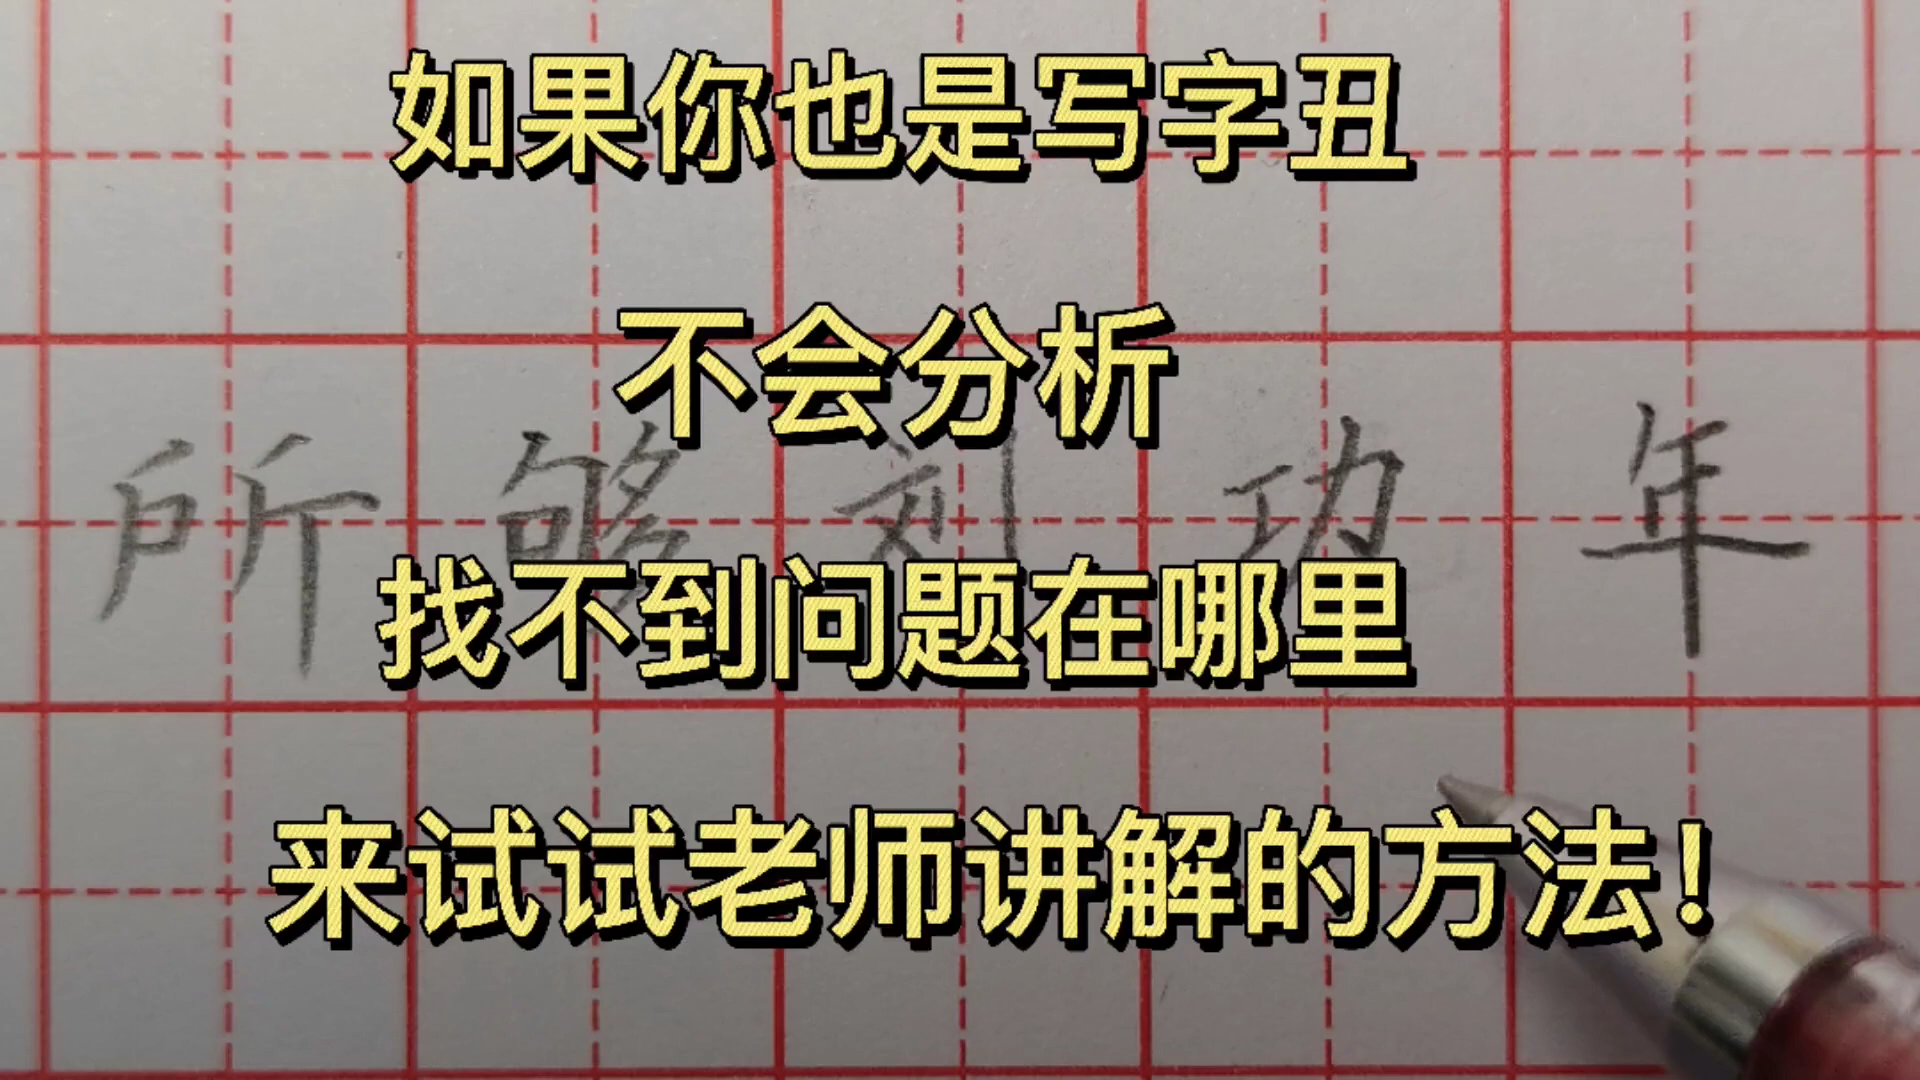 如果你也是写字丑
不会分析
所够刘功年
找不到问题在哪里
来试试老师讲解的方法！